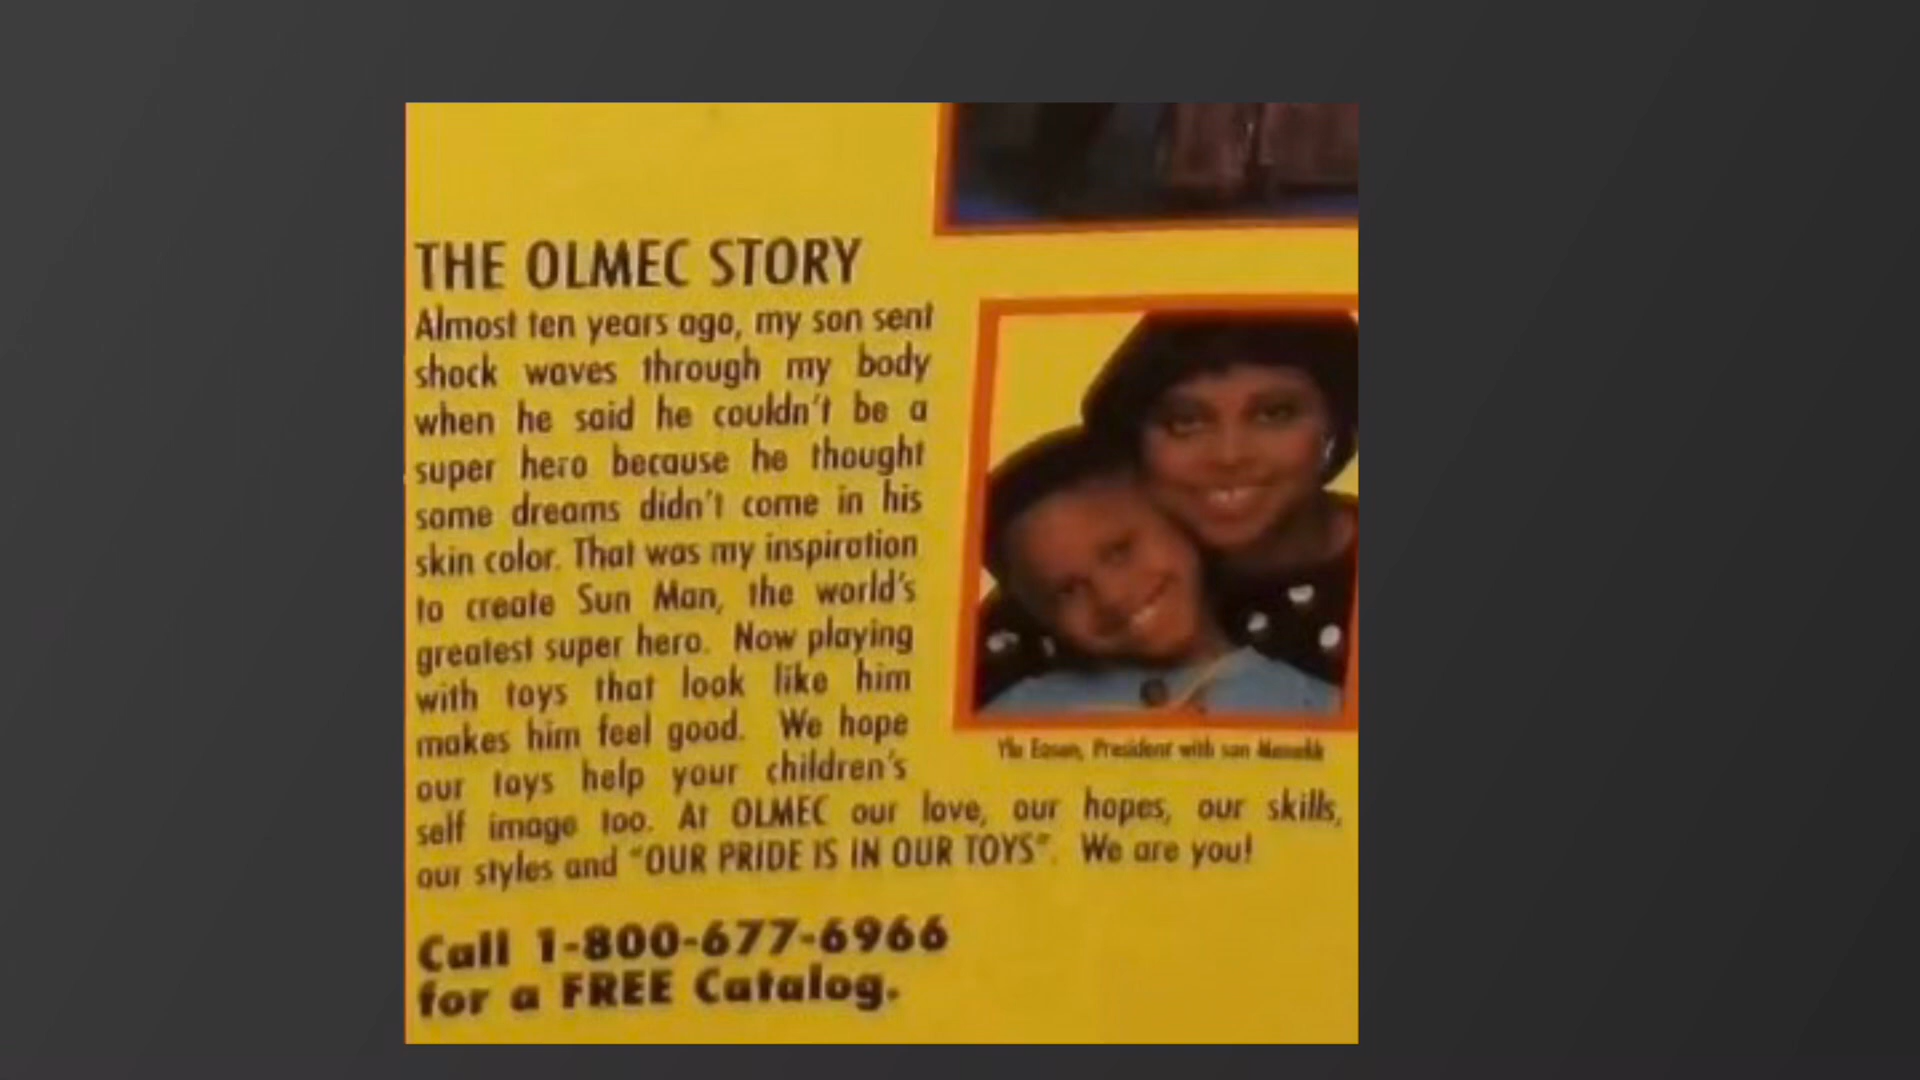 THE OLMEC STORY
Almost ten years ago, my son sent
shock waves through my body
when he said he couldn't be a
super hero because he thought
some dreams didn't come in his
skin color. That was my inspiration
to create Sun Man, the world's
greatest super hero. Now playing
with toys that look like him
makes him feel good. We hope
our toys help your children's
self image too. At OLMEC our love, our hopes, our skills,
our styles and "OUR PRIDE IS IN OUR TOYS". We are you!
Yla Eason, President with son
Call 1-800-677-6966
for a FREE Catalog.